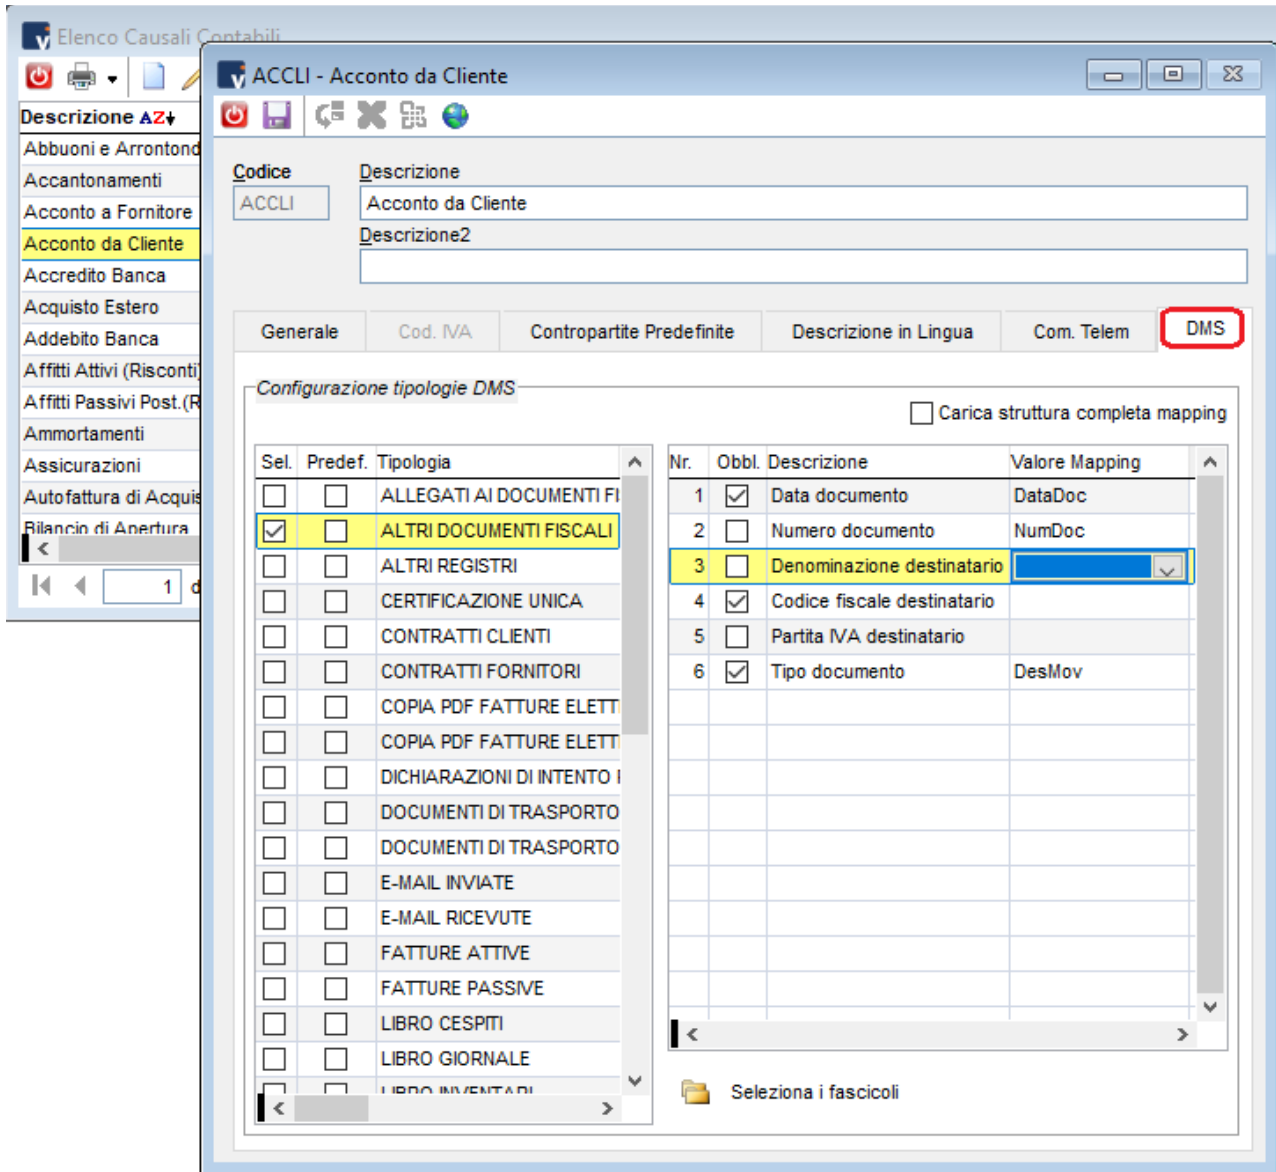 Elenco Causali Contabili
Descrizione AZ
Abbuoni e Arrontond
Accantonamenti
Acconto a Fornitore
Acconto da Cliente
Accredito Banca
Acquisto Estero
Addebito Banca
Affitti Attivi (Risconti)
Affitti Passivi Post.(R
Ammortamenti
Assicurazioni
Autofattura di Acquis
Bilancio di Apertura
1 d
ACCLI - Acconto da Cliente
Codice Descrizione
ACCLI Acconto da Cliente
Descrizione2
Generale Cod. IVA Contropartite Predefinite Descrizione in Lingua Com. Telem DMS
Configurazione tipologie DMS
Carica struttura completa mapping
Sel. Predef. Tipologia
ALLEGATI AI DOCUMENTI FI
ALTRI DOCUMENTI FISCALI
ALTRI REGISTRI
CERTIFICAZIONE UNICA
CONTRATTI CLIENTI
CONTRATTI FORNITORI
COPIA PDF FATTURE ELETT
COPIA PDF FATTURE ELETT
DICHIARAZIONI DI INTENTO
DOCUMENTI DI TRASPORTO
DOCUMENTI DI TRASPORTO
E-MAIL INVIATE
E-MAIL RICEVUTE
FATTURE ATTIVE
FATTURE PASSIVE
LIBRO CESPITI
LIBRO GIORNALE
LIBRO INVENTARI
Nr. Obbl. Descrizione Valore Mapping
1 Data documento DataDoc
2 Numero documento NumDoc
3 Denominazione destinatario
4 Codice fiscale destinatario
5 Partita IVA destinatario
6 Tipo documento DesMov
Seleziona i fascicoli